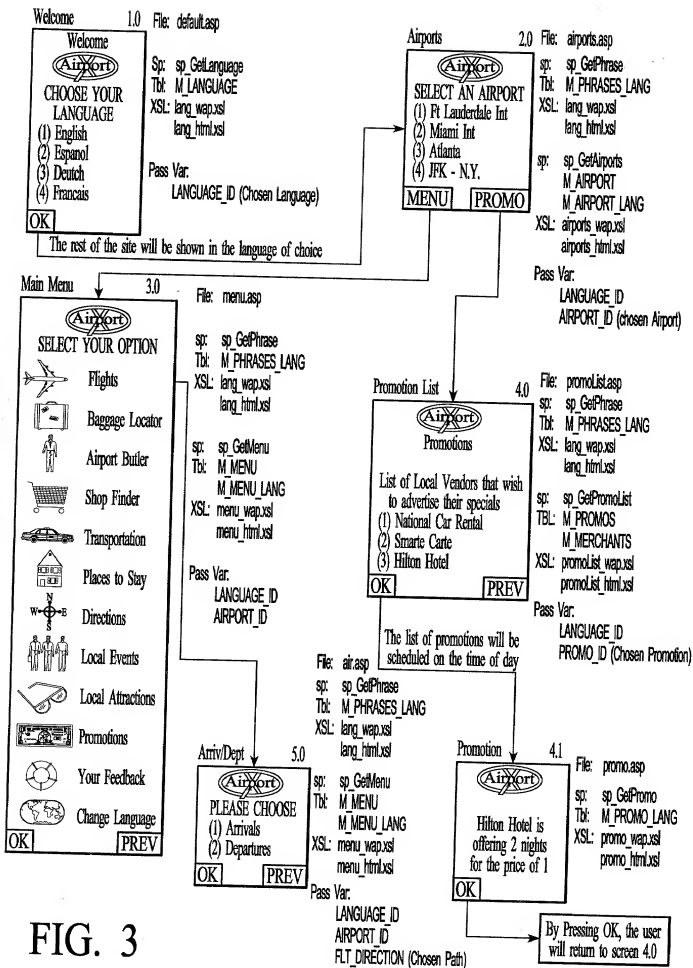 Welcome 1.0
Welcome
AirportX
CHOOSE YOUR
LANGUAGE
(1) English
(2) Espanol
(3) Deutch
(4) Francais
OK
File: default.asp
Sp: sp_GetLanguage
Tbl: M_LANGUAGE
XSL: lang_wap.xsl
lang_html.xsl
Pass Var:
LANGUAGE_ID (Chosen Language)
The rest of the site will be shown in the language of choice
Airports 2.0
AirportX
SELECT AN AIRPORT
(1) Ft Lauderdale Int
(2) Miami Int
(3) Atlanta
(4) JFK - N.Y.
MENU PROMO
File: airports.asp
sp: sp_GetPhrase
Tbl: M_PHRASES_LANG
XSL: lang_wap.xsl
lang_html.xsl
sp: sp_GetAirports
M_AIRPORT
M_AIRPORT_LANG
XSL: airports_wap.xsl
airports_html.xsl
Pass Var:
LANGUAGE_ID
AIRPORT_ID (chosen Airport)
Main Menu 3.0
AirportX
SELECT YOUR OPTION
Flights
Baggage Locator
Airport Butler
Shop Finder
Transportation
Places to Stay
N
W E
S
Directions
Local Events
Local Attractions
Promotions
Your Feedback
Change Language
OK PREV
File: menu.asp
sp: sp_GetPhrase
Tbl: M_PHRASES_LANG
XSL: lang_wap.xsl
lang_html.xsl
sp: sp_GetMenu
Tbl: M_MENU
M_MENU_LANG
XSL: menu_wap.xsl
menu_html.xsl
Pass Var:
LANGUAGE_ID
AIRPORT_ID
Promotion List 4.0
AirportX
Promotions
List of Local Vendors that wish
to advertise their specials
(1) National Car Rental
(2) Smarte Carte
(3) Hilton Hotel
OK PREV
File: promoList.asp
sp: sp_GetPhrase
Tbl: M_PHRASES_LANG
XSL: lang_wap.xsl
lang_html.xsl
sp: sp_GetPromoList
TBL: M_PROMOS
M_MERCHANTS
XSL: promoList_wap.xsl
promoList_html.xsl
Pass Var:
LANGUAGE_ID
PROMO_ID (Chosen Promotion)
The list of promotions will be
scheduled on the time of day
Arriv/Dept 5.0
AirportX
PLEASE CHOOSE
(1) Arrivals
(2) Departures
OK PREV
File: air.asp
sp: sp_GetPhrase
Tbl: M_PHRASES_LANG
XSL: lang_wap.xsl
lang_html.xsl
sp: sp_GetMenu
Tbl: M_MENU
M_MENU_LANG
XSL: menu_wap.xsl
menu_html.xsl
Pass Var:
LANGUAGE_ID
AIRPORT_ID
FLT_DIRECTION (Chosen Path)
Promotion 4.1
AirportX
Hilton Hotel is
offering 2 nights
for the price of 1
OK
File: promo.asp
sp: sp_GetPromo
Tbl: M_PROMO_LANG
XSL: promo_wap.xsl
promo_html.xsl
By Pressing OK, the user
will return to screen 4.0
FIG. 3